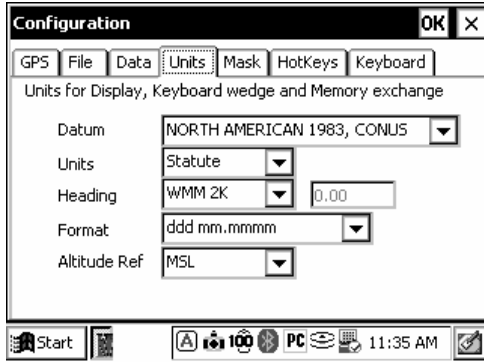 Configuration OK ×
GPS File Data Units Mask HotKeys Keyboard
Units for Display, Keyboard wedge and Memory exchange
Datum NORTH AMERICAN 1983, CONUS
Units Statute
Heading WMM 2K 0.00
Format ddd mm.mmmm
Altitude Ref MSL
Start A 100 PC 11:35 AM